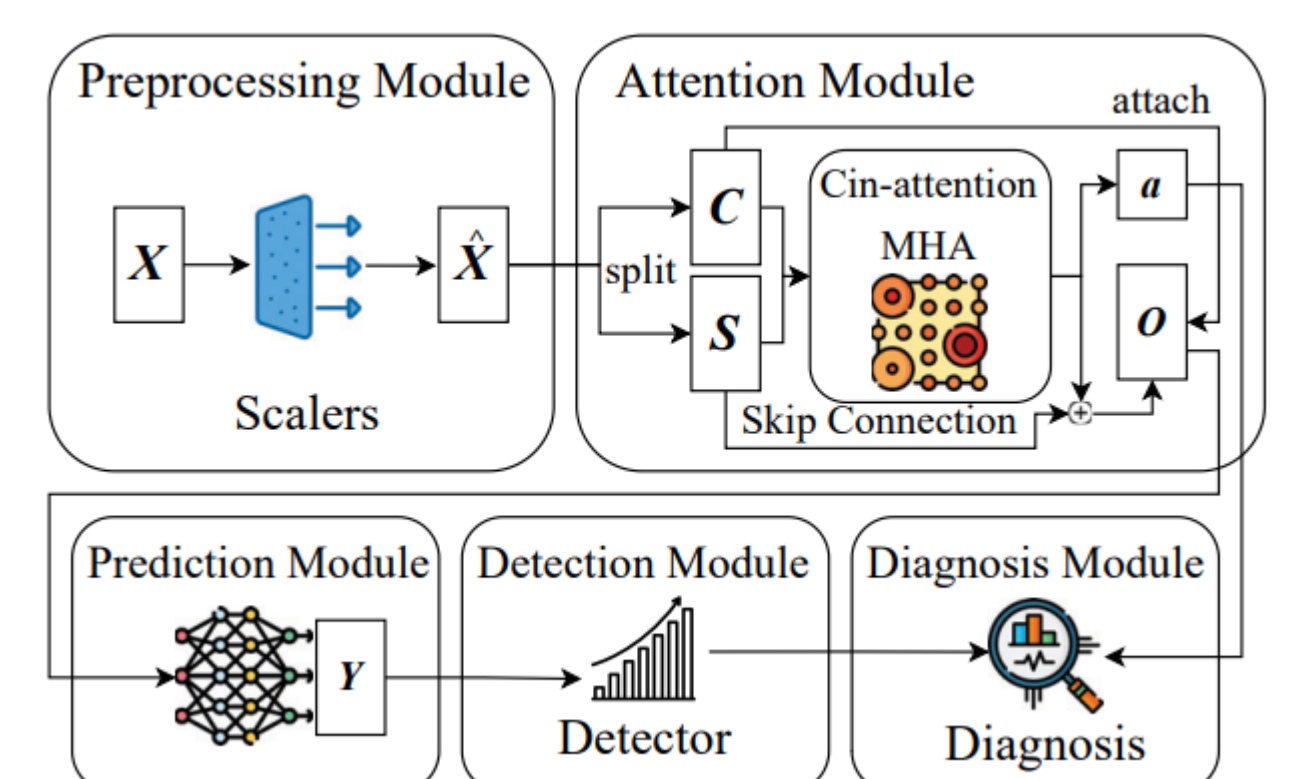 Preprocessing Module
X
X̂
Scalers
Attention Module
attach
split
C
S
Cin-attention
MHA
Skip Connection
+
a
O
Prediction Module
Y
Detection Module
Detector
Diagnosis Module
Diagnosis